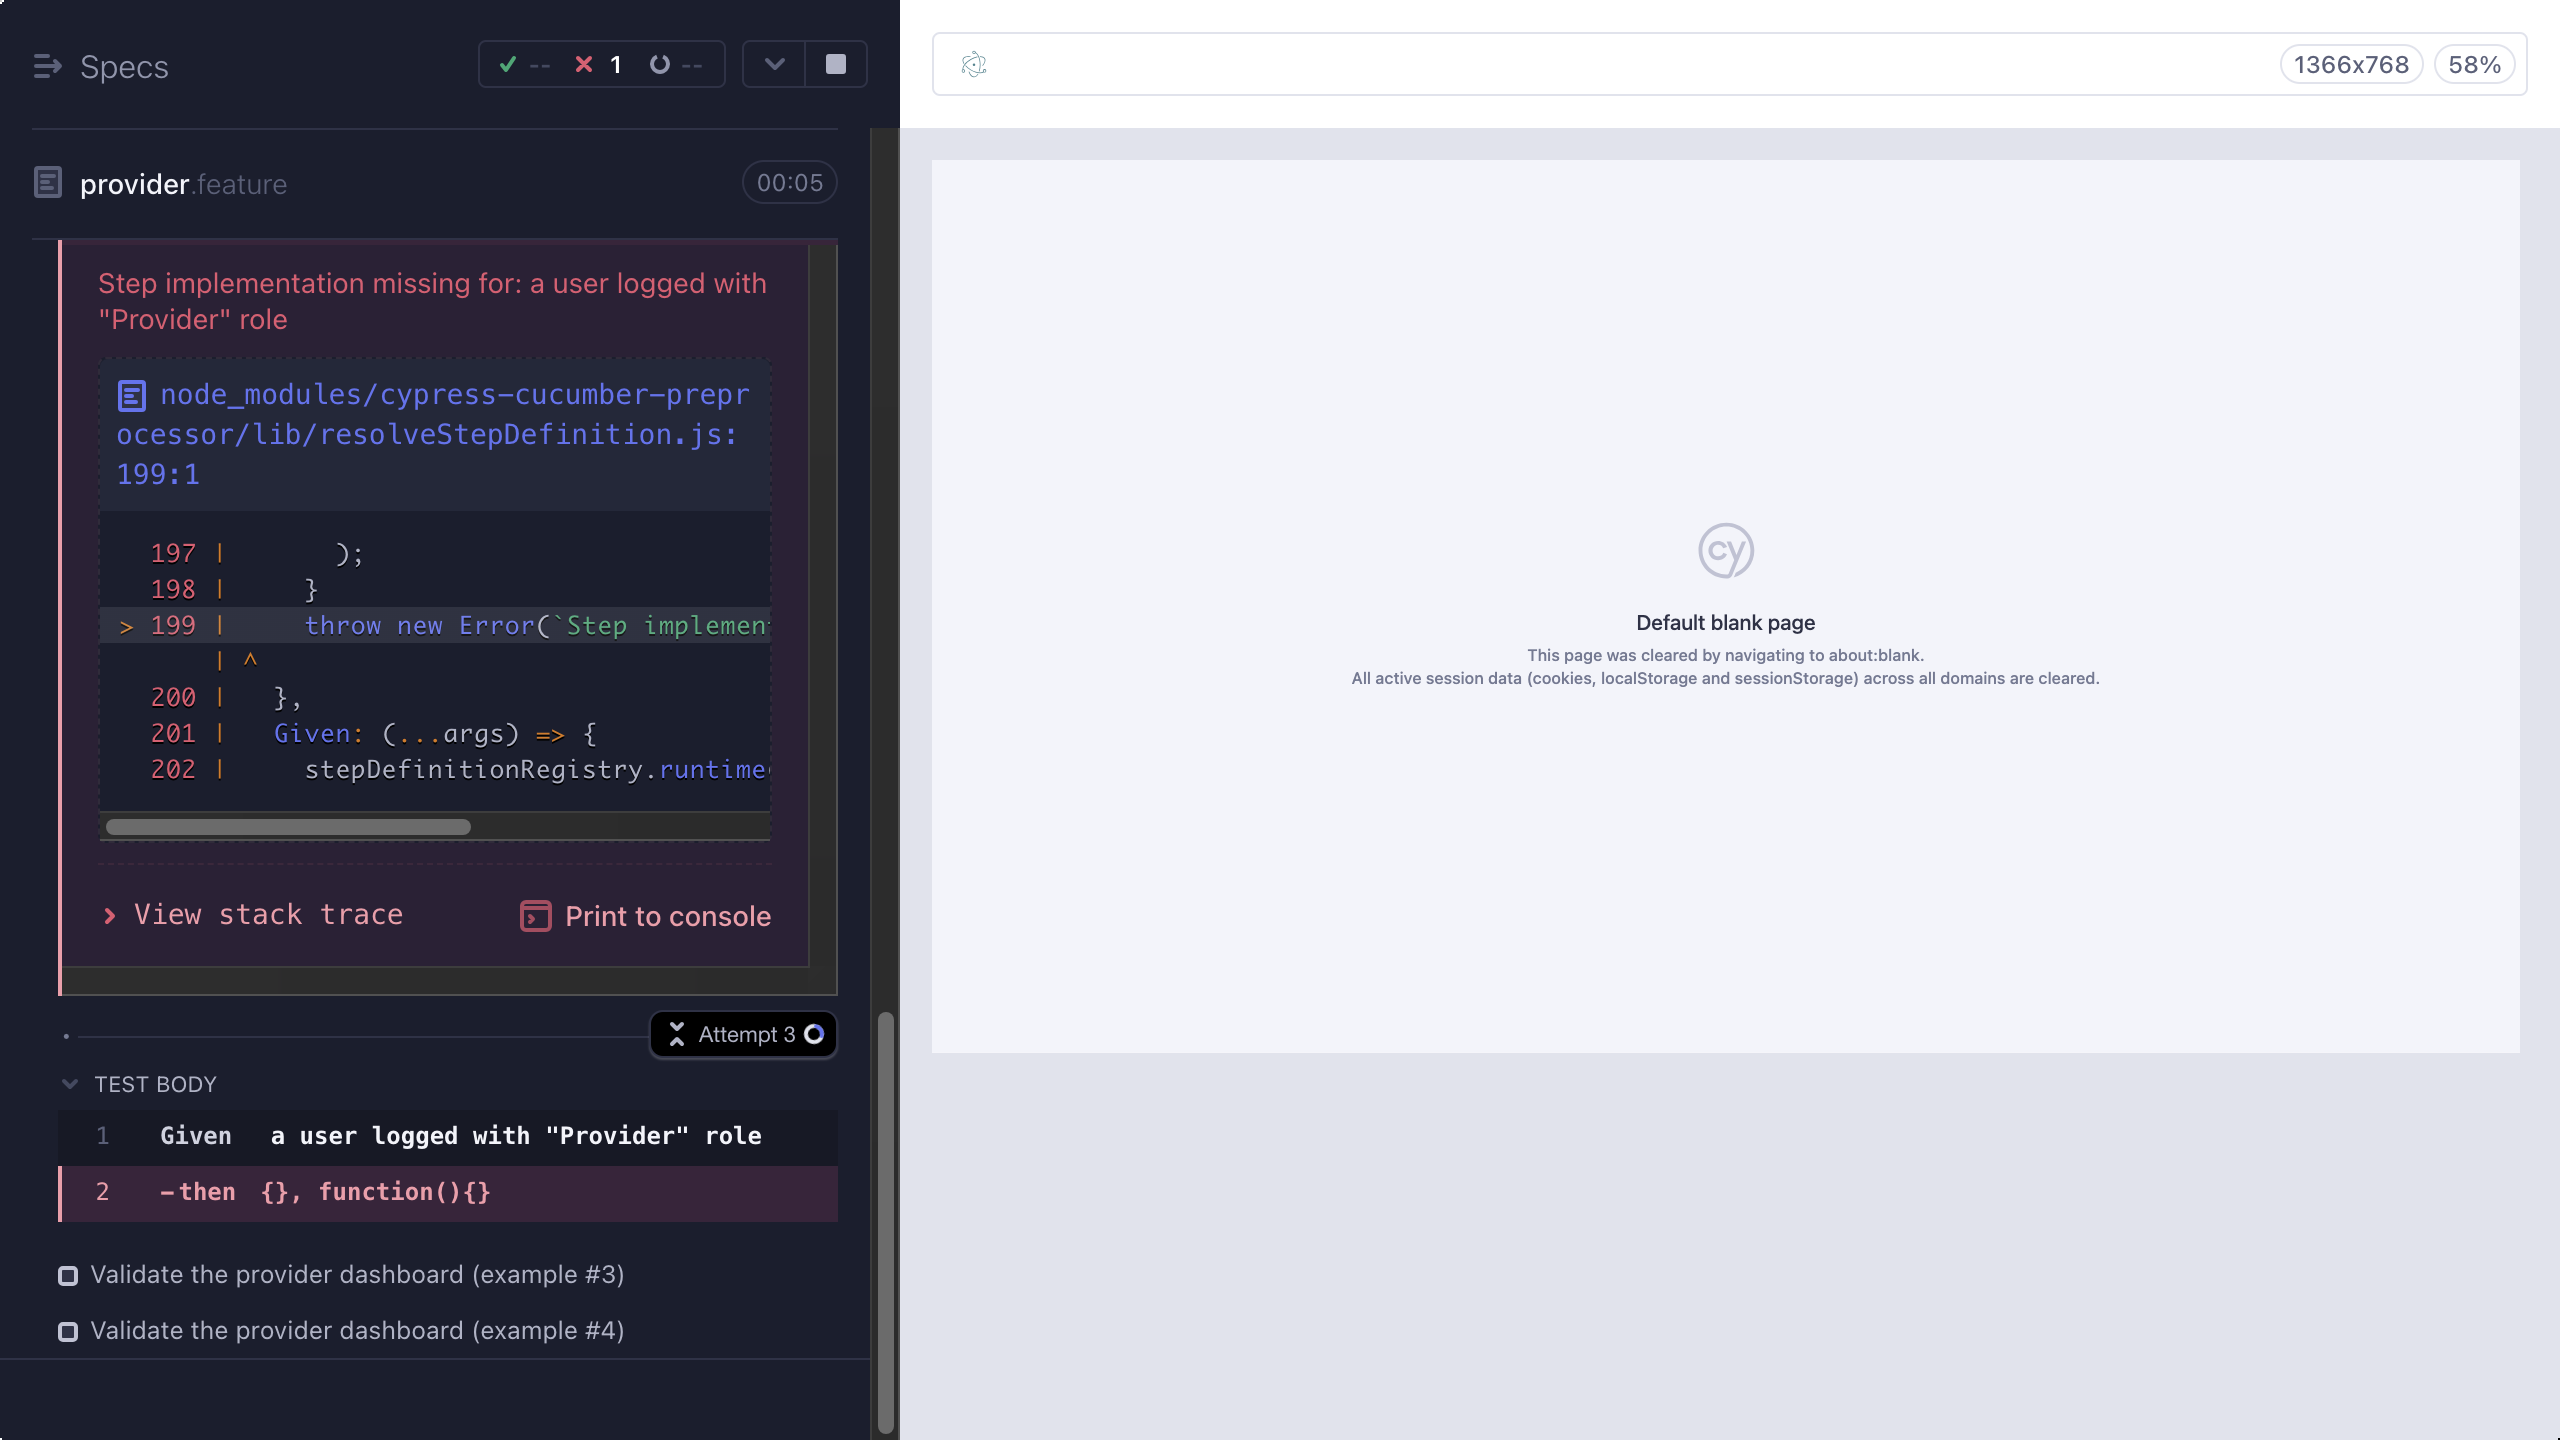 Specs
-- 1 --
provider.feature 00:05
Step implementation missing for: a user logged with
"Provider" role
node_modules/cypress-cucumber-prepr
ocessor/lib/resolveStepDefinition.js:
199:1
197 | );
198 | }
> 199 | throw new Error(`Step implement
| ^
200 | },
201 | Given: (...args) => {
202 | stepDefinitionRegistry.runtime(
View stack trace Print to console
Attempt 3
TEST BODY
1 Given a user logged with "Provider" role
2 -then {}, function(){}
Validate the provider dashboard (example #3)
Validate the provider dashboard (example #4)
1366x768 58%
cy
Default blank page
This page was cleared by navigating to about:blank.
All active session data (cookies, localStorage and sessionStorage) across all domains are cleared.